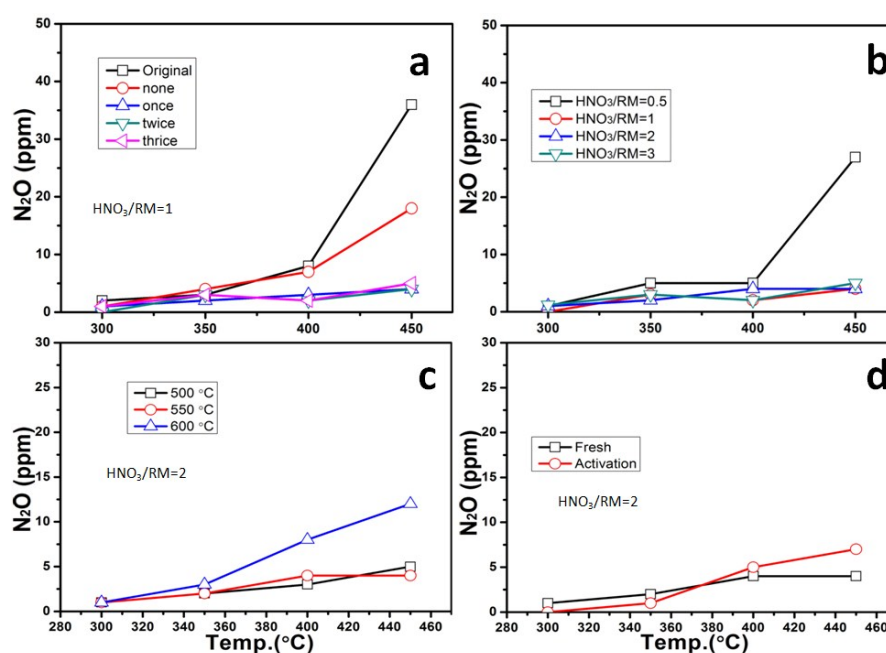 a
50
40
30
20
10
0
N₂O (ppm)
Original
none
once
twice
thrice
HNO₃/RM=1
300
350
400
450
b
50
40
30
20
10
0
N₂O (ppm)
HNO₃/RM=0.5
HNO₃/RM=1
HNO₃/RM=2
HNO₃/RM=3
300
350
400
450
c
30
25
20
15
10
5
0
N₂O (ppm)
500 °C
550 °C
600 °C
HNO₃/RM=2
280 300 320 340 360 380 400 420 440 460
Temp.(°C)
d
30
25
20
15
10
5
0
N₂O (ppm)
Fresh
Activation
HNO₃/RM=2
280 300 320 340 360 380 400 420 440 460
Temp.(°C)